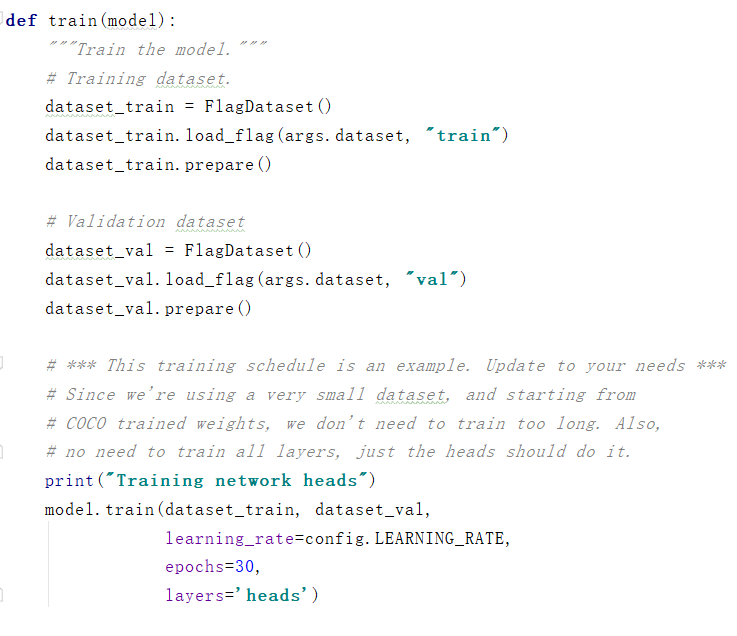 def train(model):
    """Train the model."""
    # Training dataset.
    dataset_train = FlagDataset()
    dataset_train.load_flag(args.dataset, "train")
    dataset_train.prepare()

    # Validation dataset
    dataset_val = FlagDataset()
    dataset_val.load_flag(args.dataset, "val")
    dataset_val.prepare()

    # *** This training schedule is an example. Update to your needs ***
    # Since we're using a very small dataset, and starting from
    # COCO trained weights, we don't need to train too long. Also,
    # no need to train all layers, just the heads should do it.
    print("Training network heads")
    model.train(dataset_train, dataset_val,
                learning_rate=config.LEARNING_RATE,
                epochs=30,
                layers='heads')